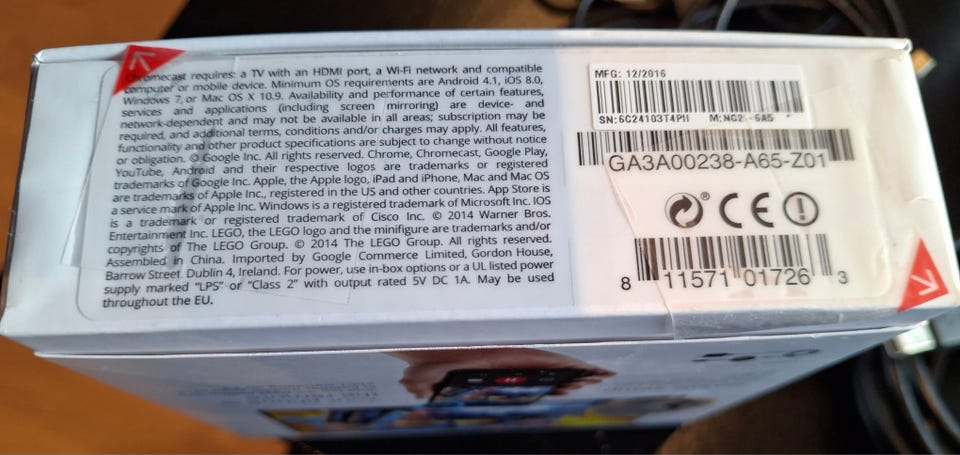 Chromecast requires: a TV with an HDMI port, a Wi-Fi network and compatible
computer or mobile device. Minimum OS requirements are Android 4.1, iOS 8.0,
Windows 7, or Mac OS X 10.9. Availability and performance of certain features,
services and applications (including screen mirroring) are device- and
network-dependent and may not be available in all areas; subscription may be
required, and additional terms, conditions and/or charges may apply. All features,
functionality and other product specifications are subject to change without notice
or obligation. © Google Inc. All rights reserved. Chrome, Chromecast, Google Play,
YouTube, Android and their respective logos are trademarks or registered
trademarks of Google Inc. Apple, the Apple logo, iPad and iPhone, Mac and Mac OS
are trademarks of Apple Inc., registered in the US and other countries. App Store is
a service mark of Apple Inc. Windows is a registered trademark of Microsoft Inc. IOS
is a trademark or registered trademark of Cisco Inc. © 2014 Warner Bros.
Entertainment Inc. LEGO, the LEGO logo and the minifigure are trademarks and/or
copyrights of The LEGO Group. © 2014 The LEGO Group. All rights reserved.
Assembled in China. Imported by Google Commerce Limited, Gordon House,
Barrow Street. Dublin 4, Ireland. For power, use in-box options or a UL listed power
supply marked “LPS” or “Class 2” with output rated 5V DC 1A. May be used
throughout the EU.
MFG: 12/2016
SN:6C24103T4PII M:NC2 -6A5
GA3A00238-A65-Z01
CE
8 11571 01726 3